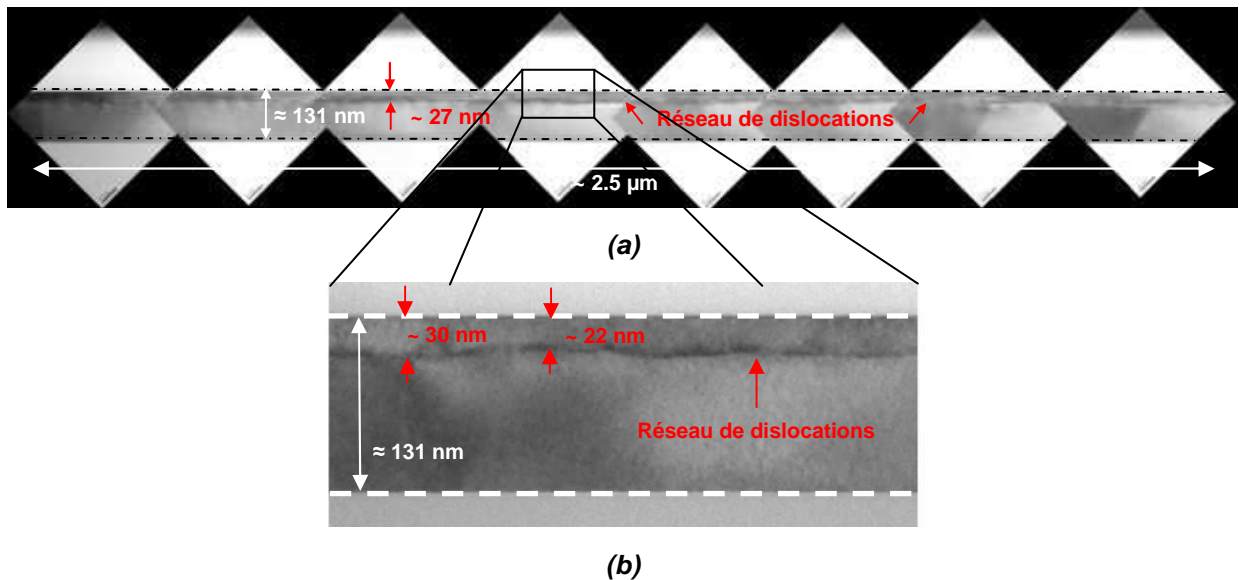 ≈ 131 nm
~ 27 nm
Réseau de dislocations
~ 2.5 µm
(a)
~ 30 nm
~ 22 nm
Réseau de dislocations
≈ 131 nm
(b)